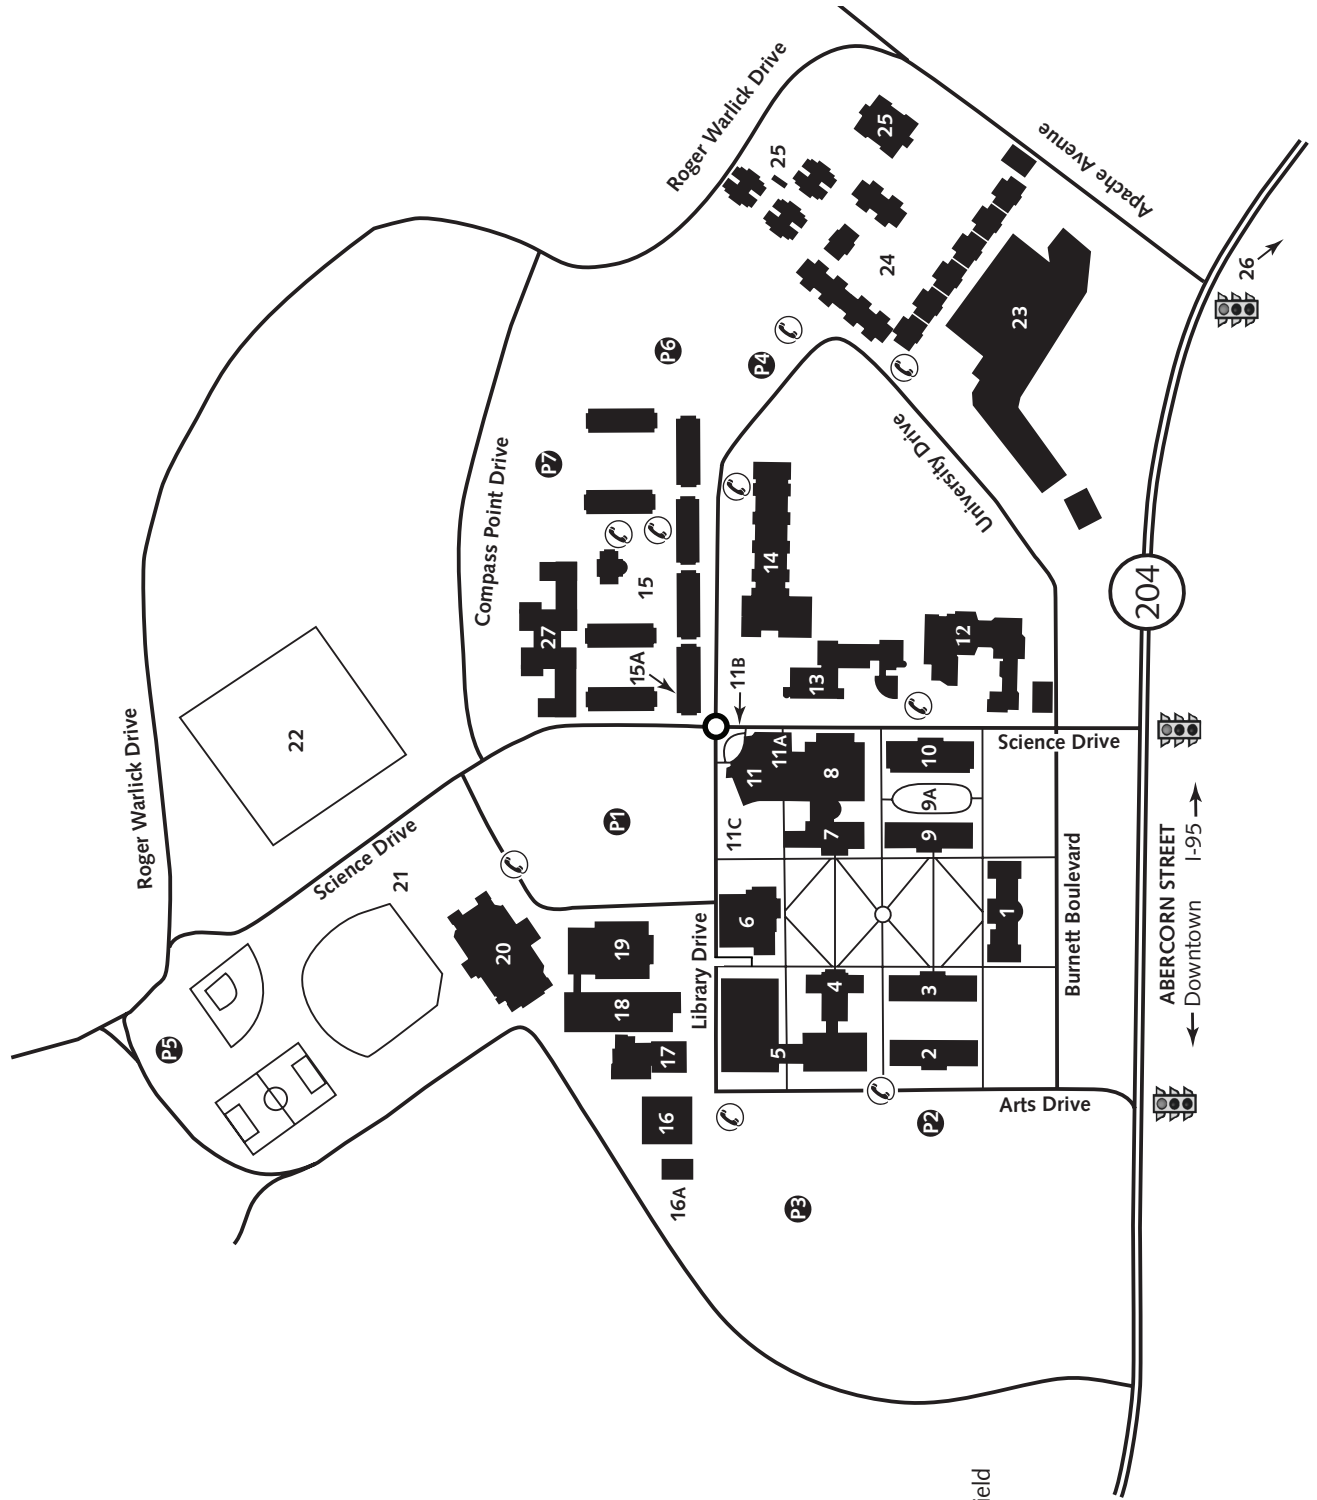 Roger Warlick Drive
Apache Avenue
25
25
24
26
23
P6
P4
P7
Compass Point Drive
University Drive
204
14
15
27
15A
11B
12
13
22
Roger Warlick Drive
Science Drive
21
P1
11
11A
11C
8
7
10
9A
9
Science Drive
Burnett Boulevard
1
6
Library Drive
20
19
18
17
5
4
3
2
P5
16
16A
Arts Drive
P2
P3
ABERCORN STREET
Downtown I-95
ield